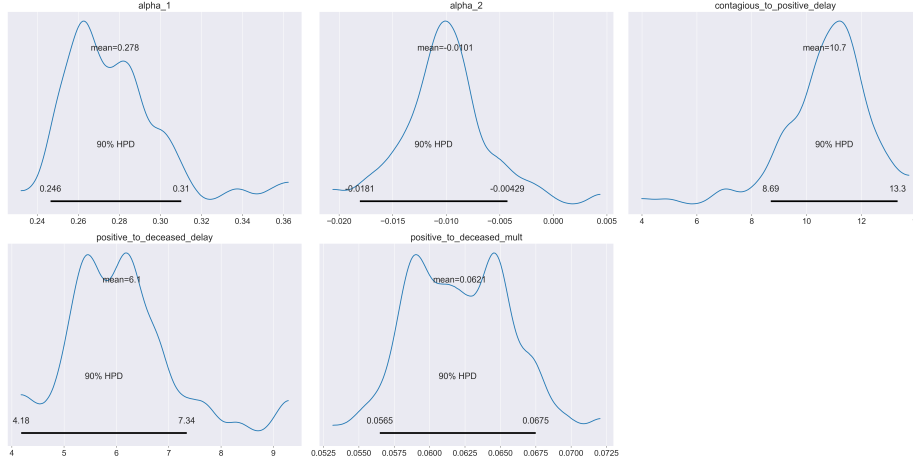 alpha_1
mean=0.278
90% HPD
0.246 0.31
0.24 0.26 0.28 0.30 0.32 0.34 0.36
alpha_2
mean=-0.0101
90% HPD
-0.0181 -0.00429
−0.020 −0.015 −0.010 −0.005 0.000 0.005
contagious_to_positive_delay
mean=10.7
90% HPD
8.69 13.3
4 6 8 10 12
positive_to_deceased_delay
mean=6.1
90% HPD
4.18 7.34
4 5 6 7 8 9
positive_to_deceased_mult
mean=0.0621
90% HPD
0.0565 0.0675
0.0525 0.0550 0.0575 0.0600 0.0625 0.0650 0.0675 0.0700 0.0725